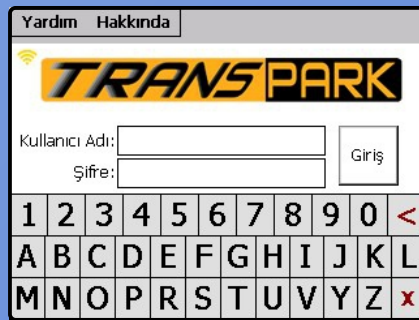 Yardım Hakkında
TRANSPARK
Kullanıcı Adı:
Giriş
Şifre:
1 2 3 4 5 6 7 8 9 0 <
A B C D E F G H I J K L
M N O P R S T U V Y Z x